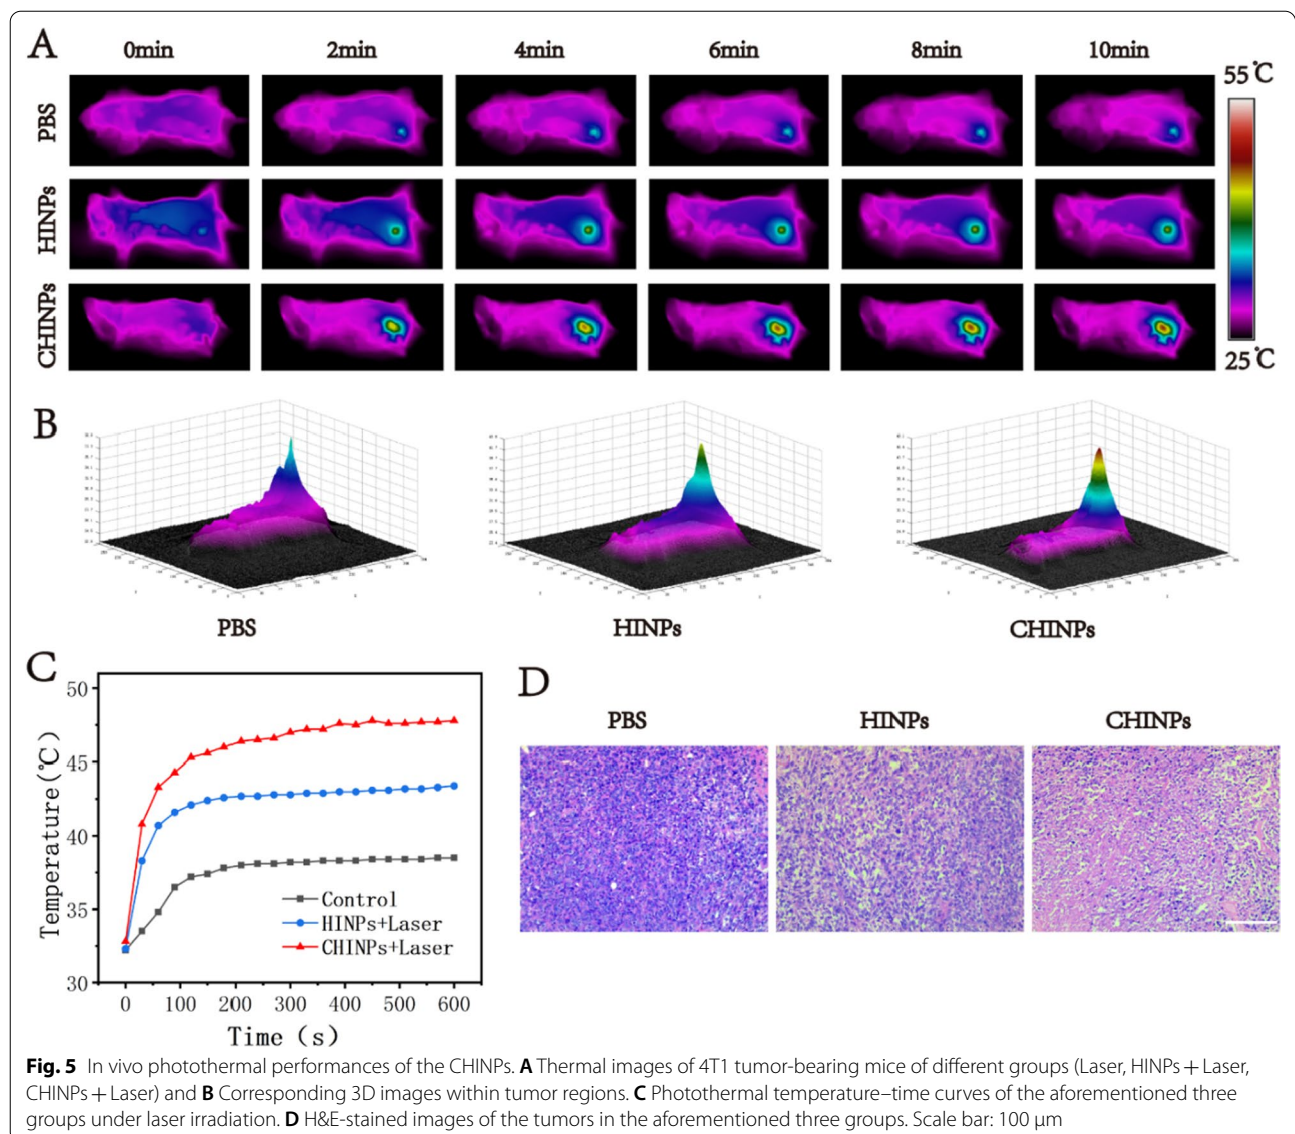 A
0min 2min 4min 6min 8min 10min
55℃
PBS
HINPs
CHINPs
25℃
B
PBS HINPs CHINPs
C
50
45
40
35
30
Temperature(℃)
Control
HINPs+Laser
CHINPs+Laser
0 100 200 300 400 500 600
Time (s)
D
PBS HINPs CHINPs
Fig. 5 In vivo photothermal performances of the CHINPs. A Thermal images of 4T1 tumor-bearing mice of different groups (Laser, HINPs + Laser,
CHINPs + Laser) and B Corresponding 3D images within tumor regions. C Photothermal temperature–time curves of the aforementioned three
groups under laser irradiation. D H&E-stained images of the tumors in the aforementioned three groups. Scale bar: 100 μm